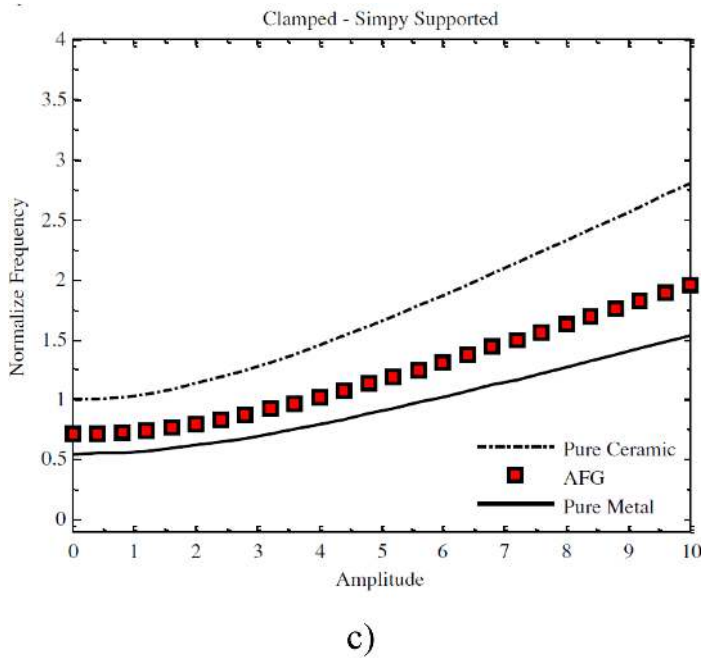 Clamped - Simpy Supported
4
3.5
3
2.5
2
1.5
1
0.5
0
Normalize Frequency
Pure Ceramic
AFG
Pure Metal
0 1 2 3 4 5 6 7 8 9 10
Amplitude
c)